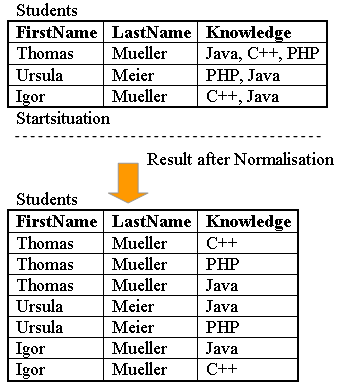 Students
FirstName LastName Knowledge
Thomas Mueller Java, C++, PHP
Ursula Meier PHP, Java
Igor Mueller C++, Java
Startsituation
Result after Normalisation
Students
FirstName LastName Knowledge
Thomas Mueller C++
Thomas Mueller PHP
Thomas Mueller Java
Ursula Meier Java
Ursula Meier PHP
Igor Mueller Java
Igor Mueller C++